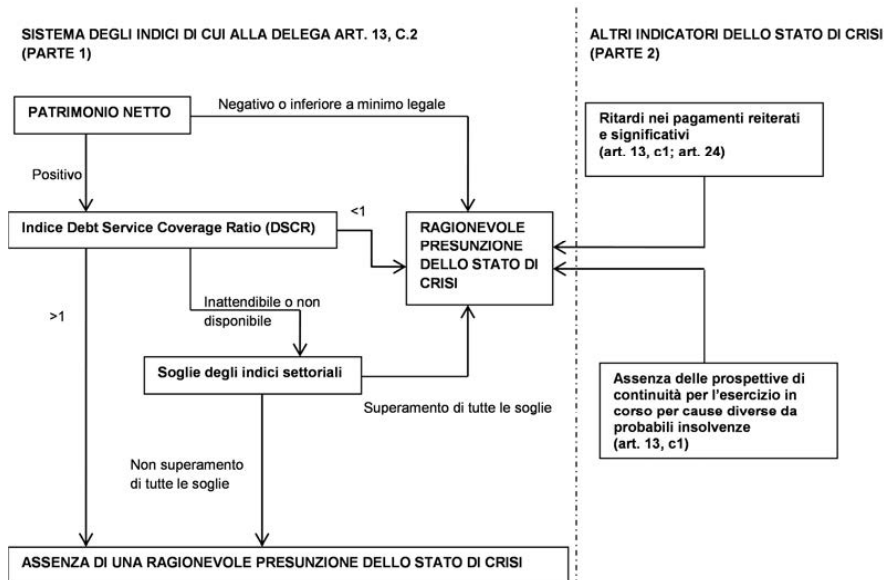 SISTEMA DEGLI INDICI DI CUI ALLA DELEGA ART. 13, C.2
(PARTE 1)
ALTRI INDICATORI DELLO STATO DI CRISI
(PARTE 2)
PATRIMONIO NETTO
Negativo o inferiore a minimo legale
Ritardi nei pagamenti reiterati
e significativi
(art. 13, c1; art. 24)
Positivo
Indice Debt Service Coverage Ratio (DSCR)
<1
RAGIONEVOLE
PRESUNZIONE
DELLO STATO DI
CRISI
>1
Inattendibile o non
disponibile
Soglie degli indici settoriali
Superamento di tutte le soglie
Assenza delle prospettive di
continuità per l'esercizio in
corso per cause diverse da
probabili insolvenze
(art. 13, c1)
Non superamento
di tutte le soglie
ASSENZA DI UNA RAGIONEVOLE PRESUNZIONE DELLO STATO DI CRISI